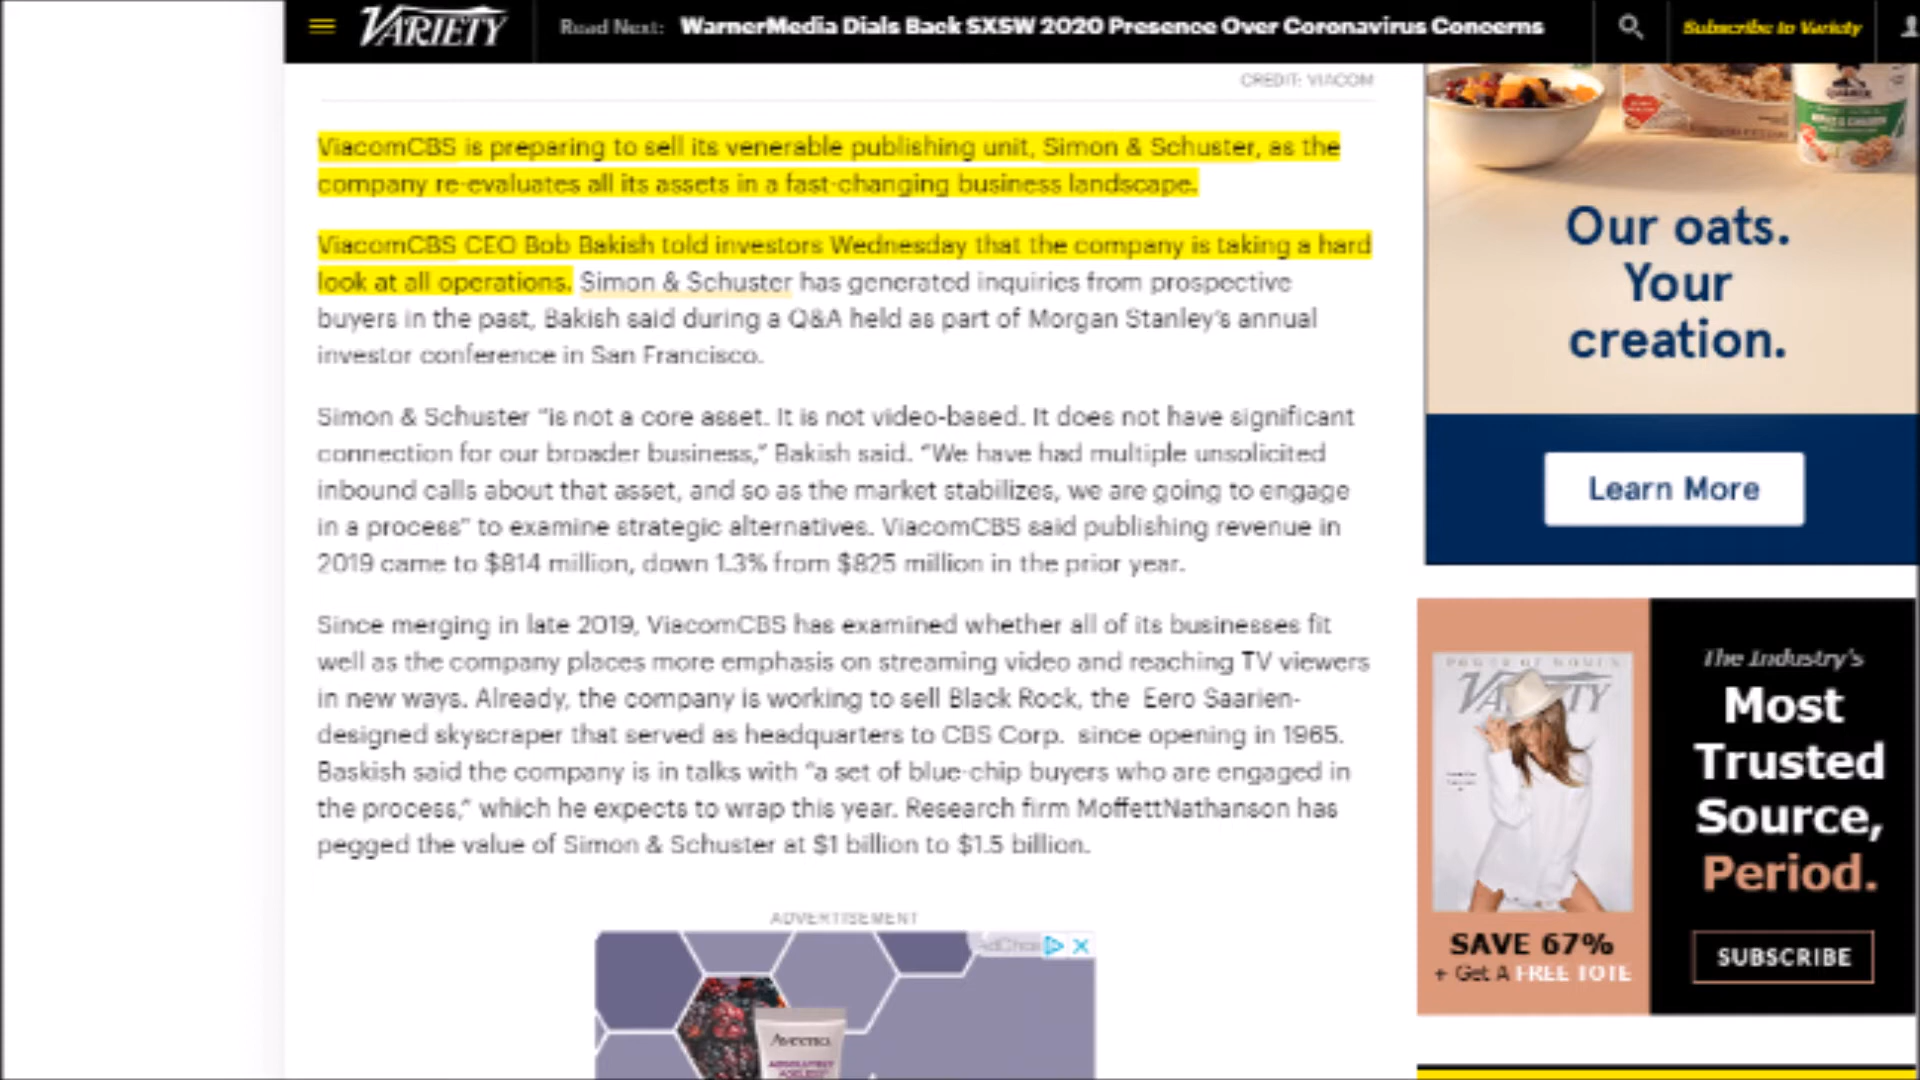 VARIETY
Read Next: WarnerMedia Dials Back SXSW 2020 Presence Over Coronavirus Concerns
Subscribe to Variety
CREDIT: VIACOM
ViacomCBS is preparing to sell its venerable publishing unit, Simon & Schuster, as the
company re-evaluates all its assets in a fast-changing business landscape.
ViacomCBS CEO Bob Bakish told investors Wednesday that the company is taking a hard
look at all operations. Simon & Schuster has generated inquiries from prospective
buyers in the past, Bakish said during a Q&A held as part of Morgan Stanley's annual
investor conference in San Francisco.
Simon & Schuster "is not a core asset. It is not video-based. It does not have significant
connection for our broader business," Bakish said. "We have had multiple unsolicited
inbound calls about that asset, and so as the market stabilizes, we are going to engage
in a process" to examine strategic alternatives. ViacomCBS said publishing revenue in
2019 came to $814 million, down 1.3% from $825 million in the prior year.
Since merging in late 2019, ViacomCBS has examined whether all of its businesses fit
well as the company places more emphasis on streaming video and reaching TV viewers
in new ways. Already, the company is working to sell Black Rock, the Eero Saarien-
designed skyscraper that served as headquarters to CBS Corp. since opening in 1965.
Baskish said the company is in talks with "a set of blue-chip buyers who are engaged in
the process," which he expects to wrap this year. Research firm MoffettNathanson has
pegged the value of Simon & Schuster at $1 billion to $1.5 billion.
ADVERTISEMENT
Aveeno
ABSOLUTELY
AGELESS
QUAKER
Our oats.
Your
creation.
Learn More
POWER OF WOMEN
VARIETY
The Industry's
Most
Trusted
Source,
Period.
SAVE 67%
+ Get A FREE TOTE
SUBSCRIBE